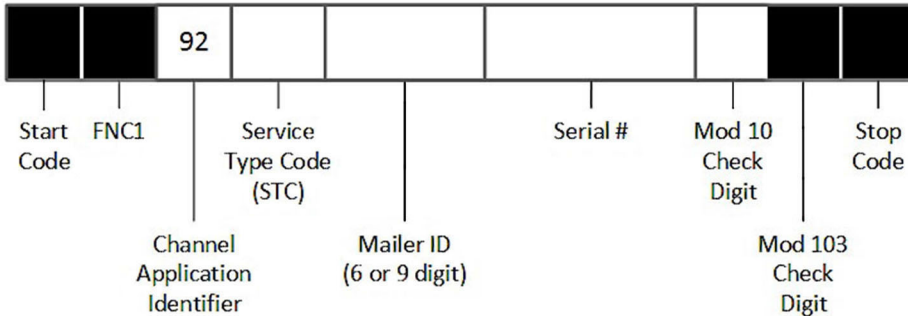 92
Start
Code
FNC1
Service
Type Code
(STC)
Serial #
Mod 10
Check
Digit
Stop
Code
Channel
Application
Identifier
Mailer ID
(6 or 9 digit)
Mod 103
Check
Digit